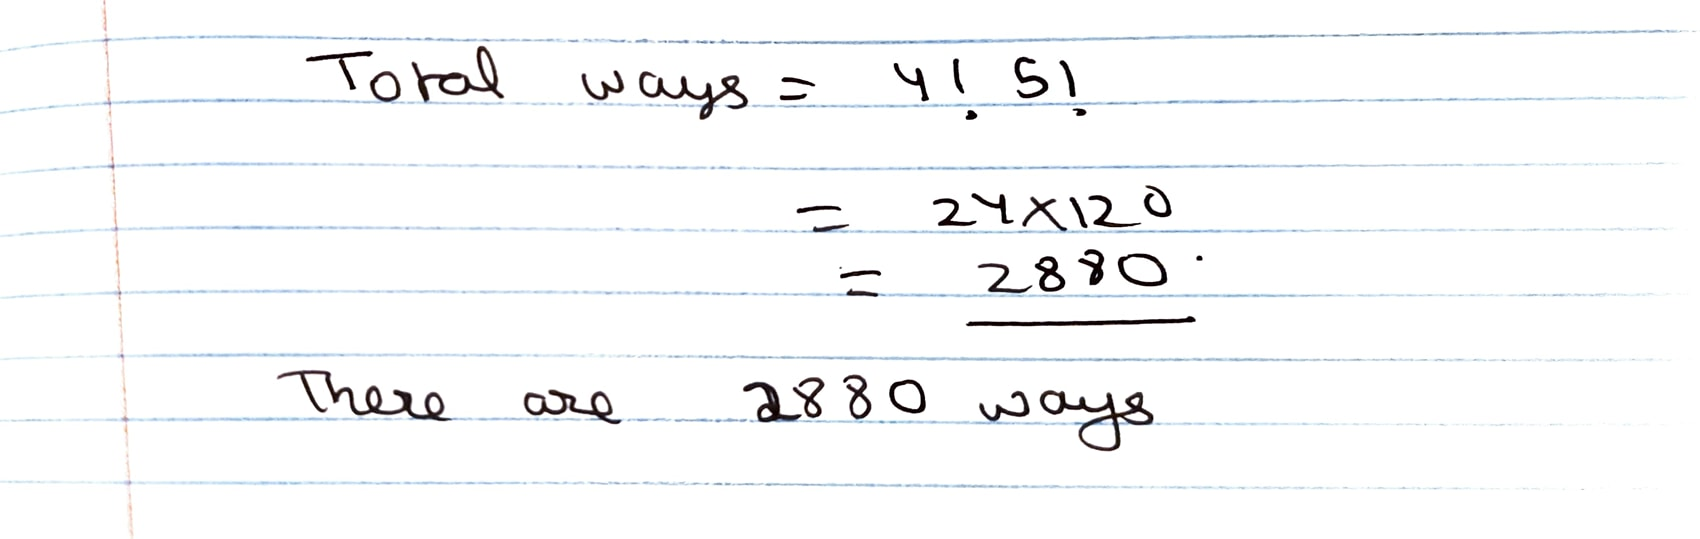 Total ways = 4! 5!
= 24×120
= 2880.
There are 2880 ways